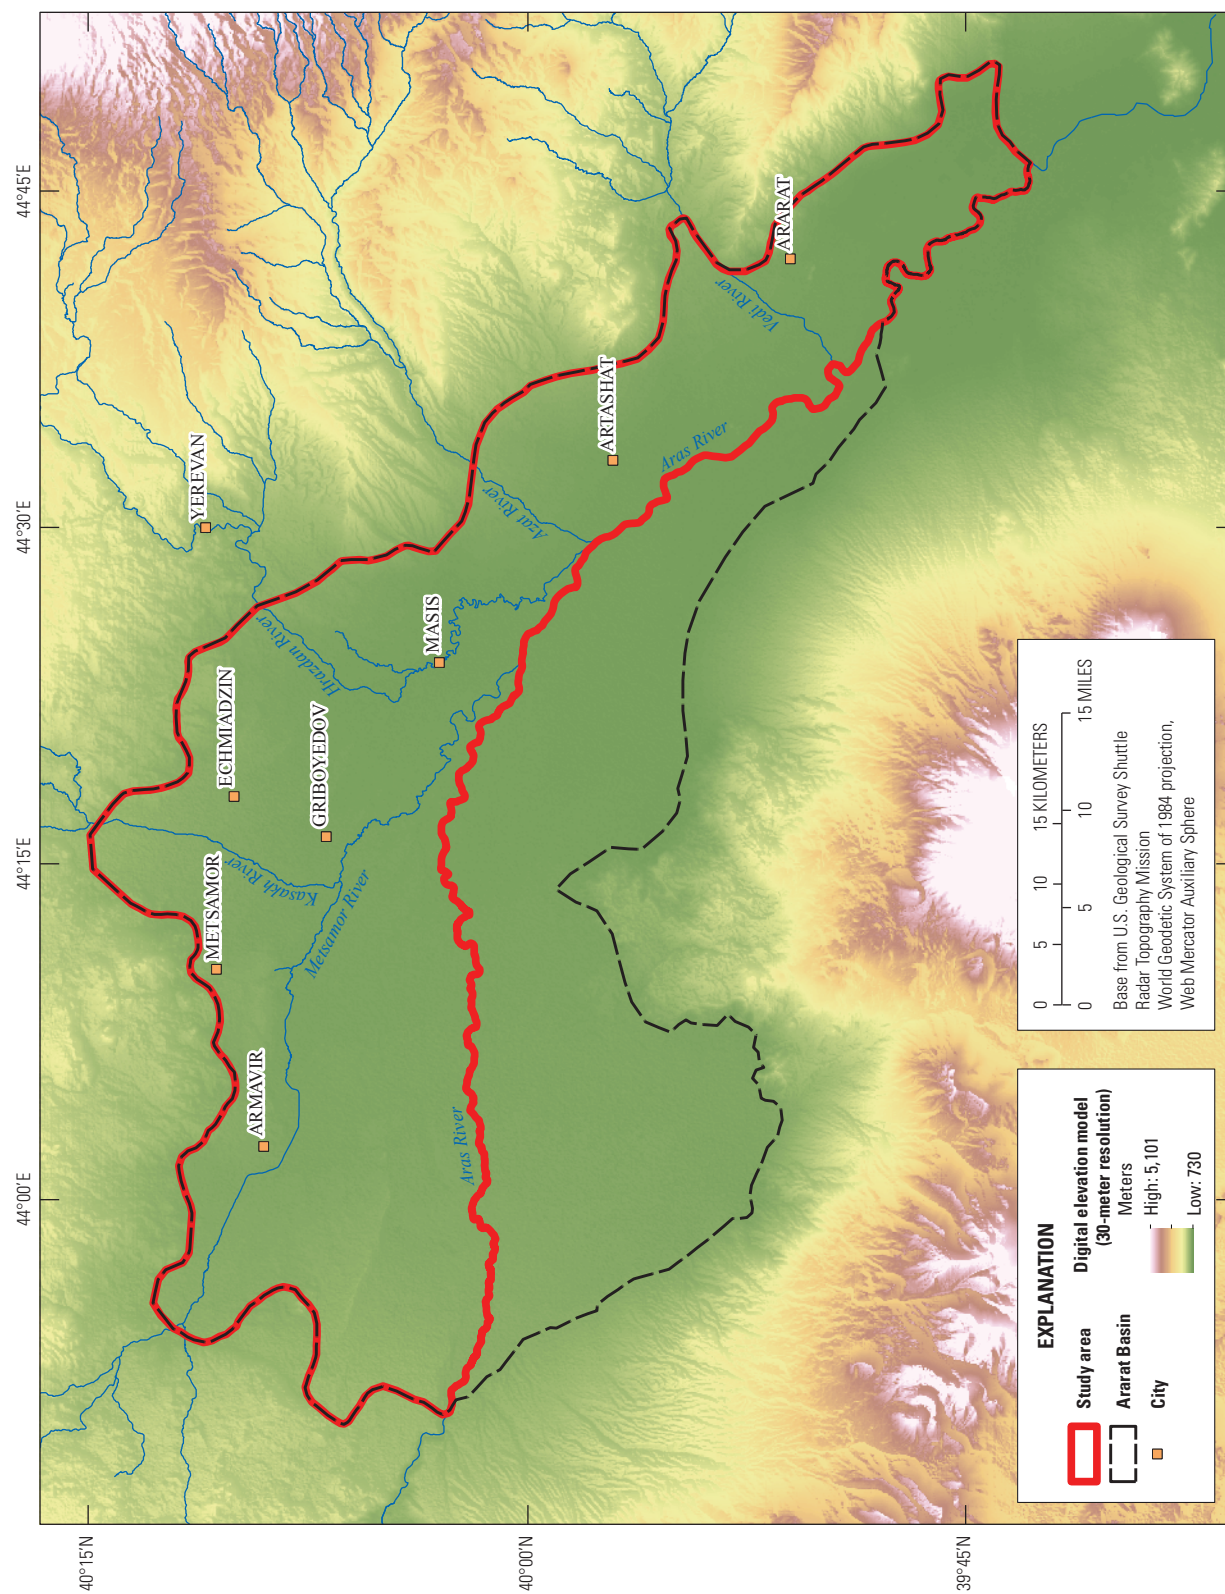 44°00'E
44°15'E
44°30'E
44°45'E
40°15'N
40°00'N
39°45'N
YEREVAN
METSAMOR
ECHMIADZIN
ARMAVIR
GRIBOYEDOV
MASIS
ARTASHAT
ARARAT
Kasakh River
Hrazdan River
Metsamor River
Azat River
Aras River
Aras River
Vedi River
EXPLANATION
Study area
Ararat Basin
City
Digital elevation model
(30-meter resolution)
Meters
High: 5,101
Low: 730
0 5 10 15 KILOMETERS
0 5 10 15 MILES
Base from U.S. Geological Survey Shuttle
Radar Topography Mission
World Geodetic System of 1984 projection,
Web Mercator Auxiliary Sphere